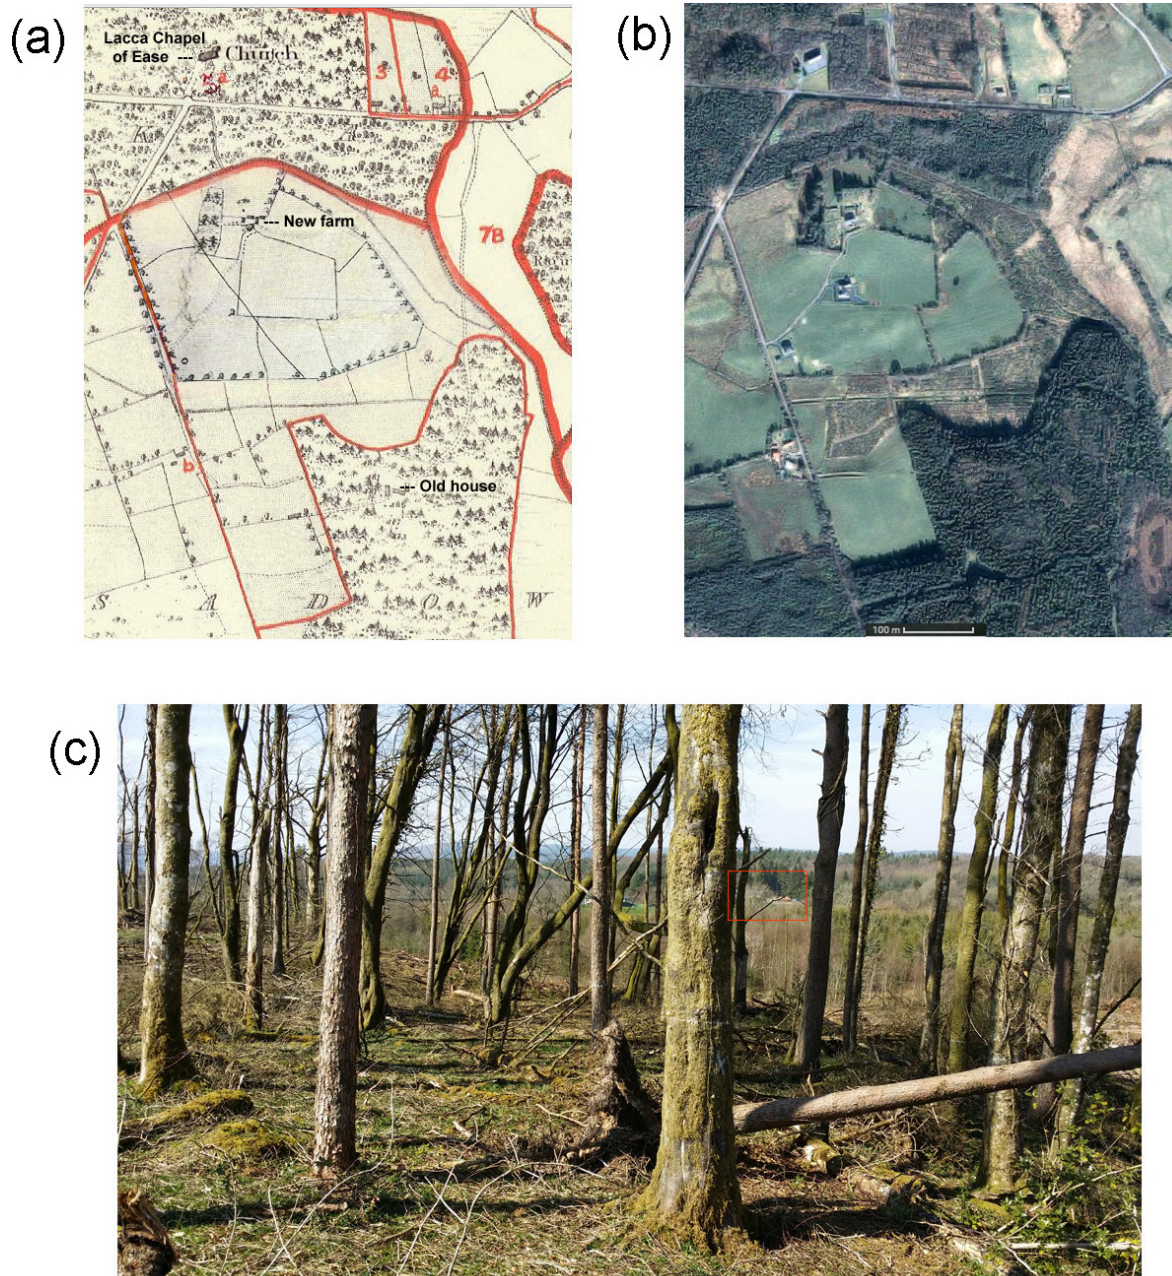 (a)
Lacca Chapel
of Ease ---
Church
3
4
a
a
K
A
--- New farm
7B
b
--- Old house
S A D O W
(b)
100 m
(c)